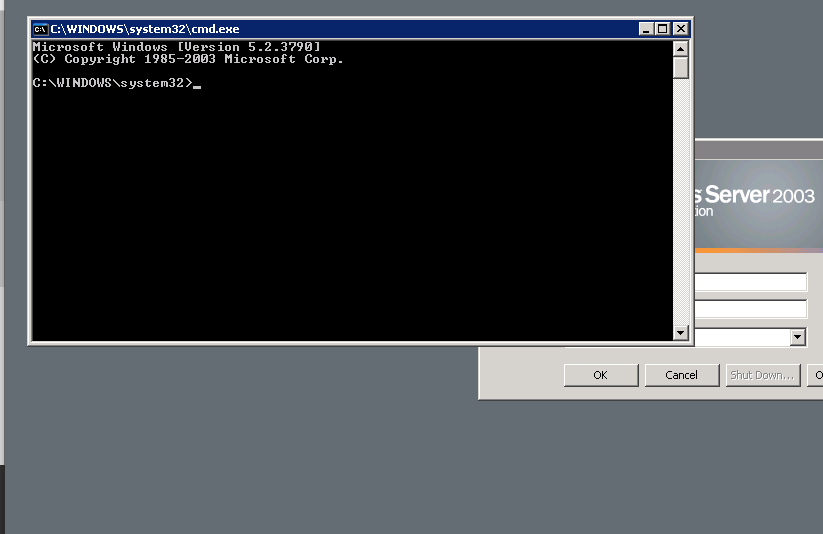 C:\WINDOWS\system32\cmd.exe
Microsoft Windows [Version 5.2.3790]
(C) Copyright 1985-2003 Microsoft Corp.
C:\WINDOWS\system32>_
s Server 2003
ion
OK
Cancel
Shut Down...
O